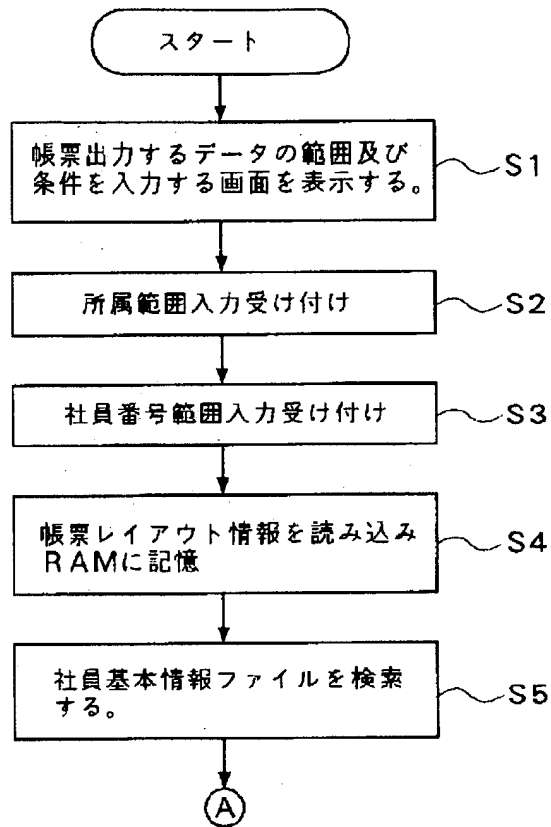 スタート
帳票出力するデータの範囲及び
条件を入力する画面を表示する。
S1
所属範囲入力受け付け
S2
社員番号範囲入力受け付け
S3
帳票レイアウト情報を読み込み
RAMに記憶
S4
社員基本情報ファイルを検索
する。
S5
A